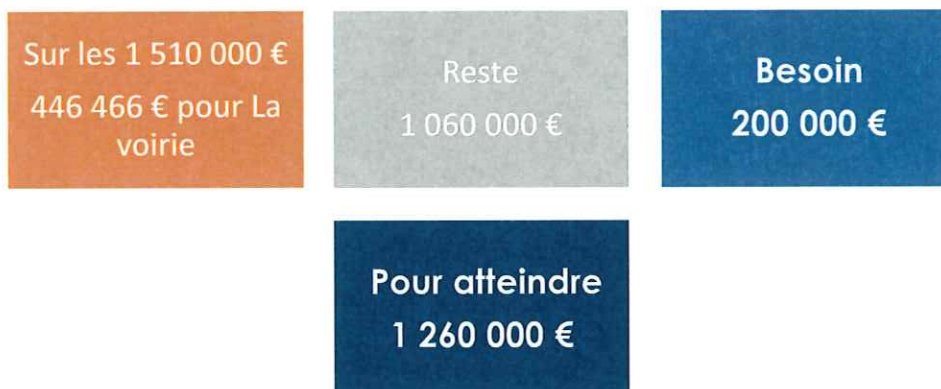 Sur les 1 510 000 €
446 466 € pour La
voirie
Reste
1 060 000 €
Besoin
200 000 €
Pour atteindre
1 260 000 €